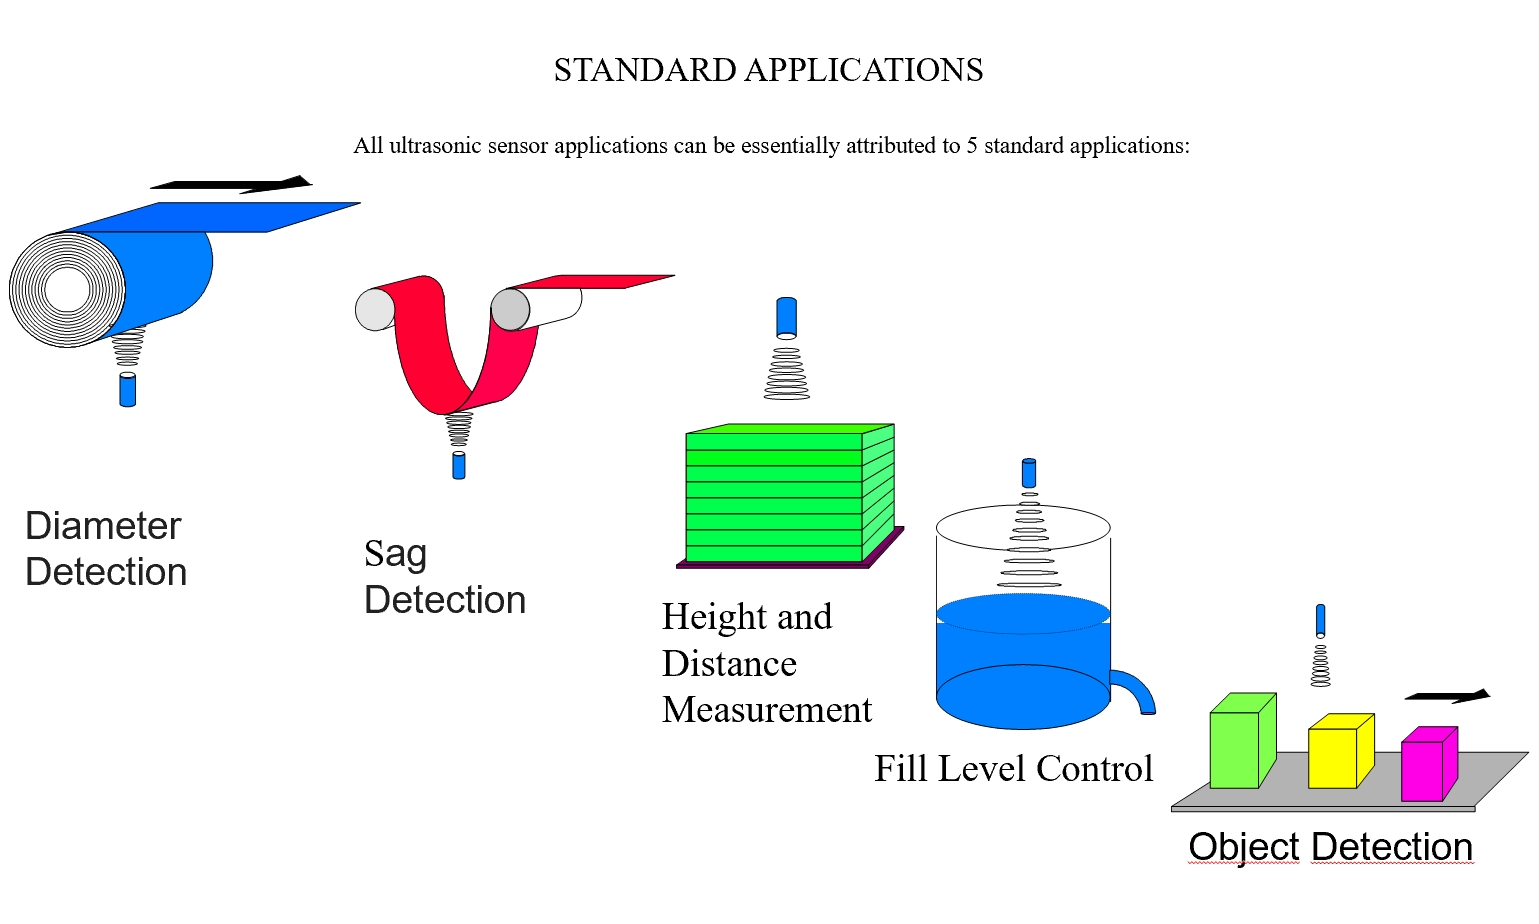 STANDARD APPLICATIONS
All ultrasonic sensor applications can be essentially attributed to 5 standard applications:
Diameter
Detection
Sag
Detection
Height and
Distance
Measurement
Fill Level Control
Object Detection